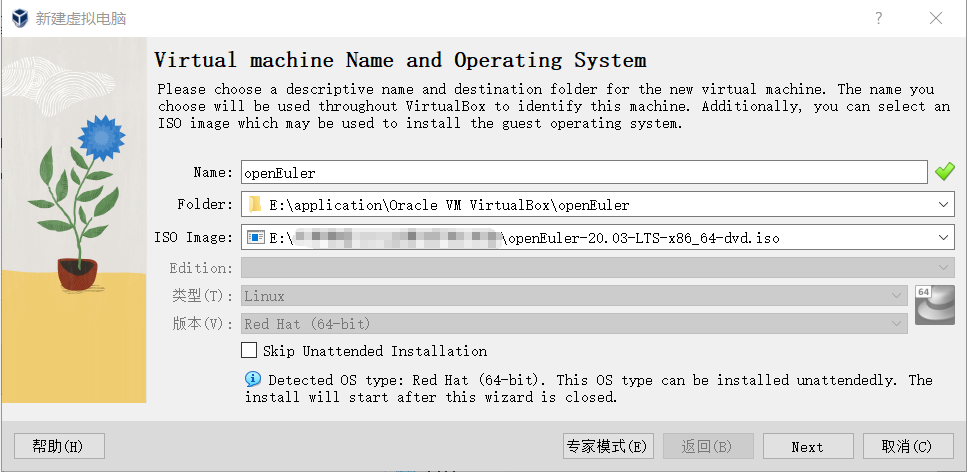 新建虚拟电脑
?
Virtual machine Name and Operating System
Please choose a descriptive name and destination folder for the new virtual machine. The name you
choose will be used throughout VirtualBox to identify this machine. Additionally, you can select an
ISO image which may be used to install the guest operating system.
Name: openEuler
Folder: E:\application\Oracle VM VirtualBox\openEuler
ISO Image: E:\ \openEuler-20.03-LTS-x86_64-dvd.iso
Edition:
类型(T): Linux
64
版本(V): Red Hat (64-bit)
Skip Unattended Installation
Detected OS type: Red Hat (64-bit). This OS type can be installed unattendedly. The
install will start after this wizard is closed.
帮助(H) 专家模式(E) 返回(B) Next 取消(C)